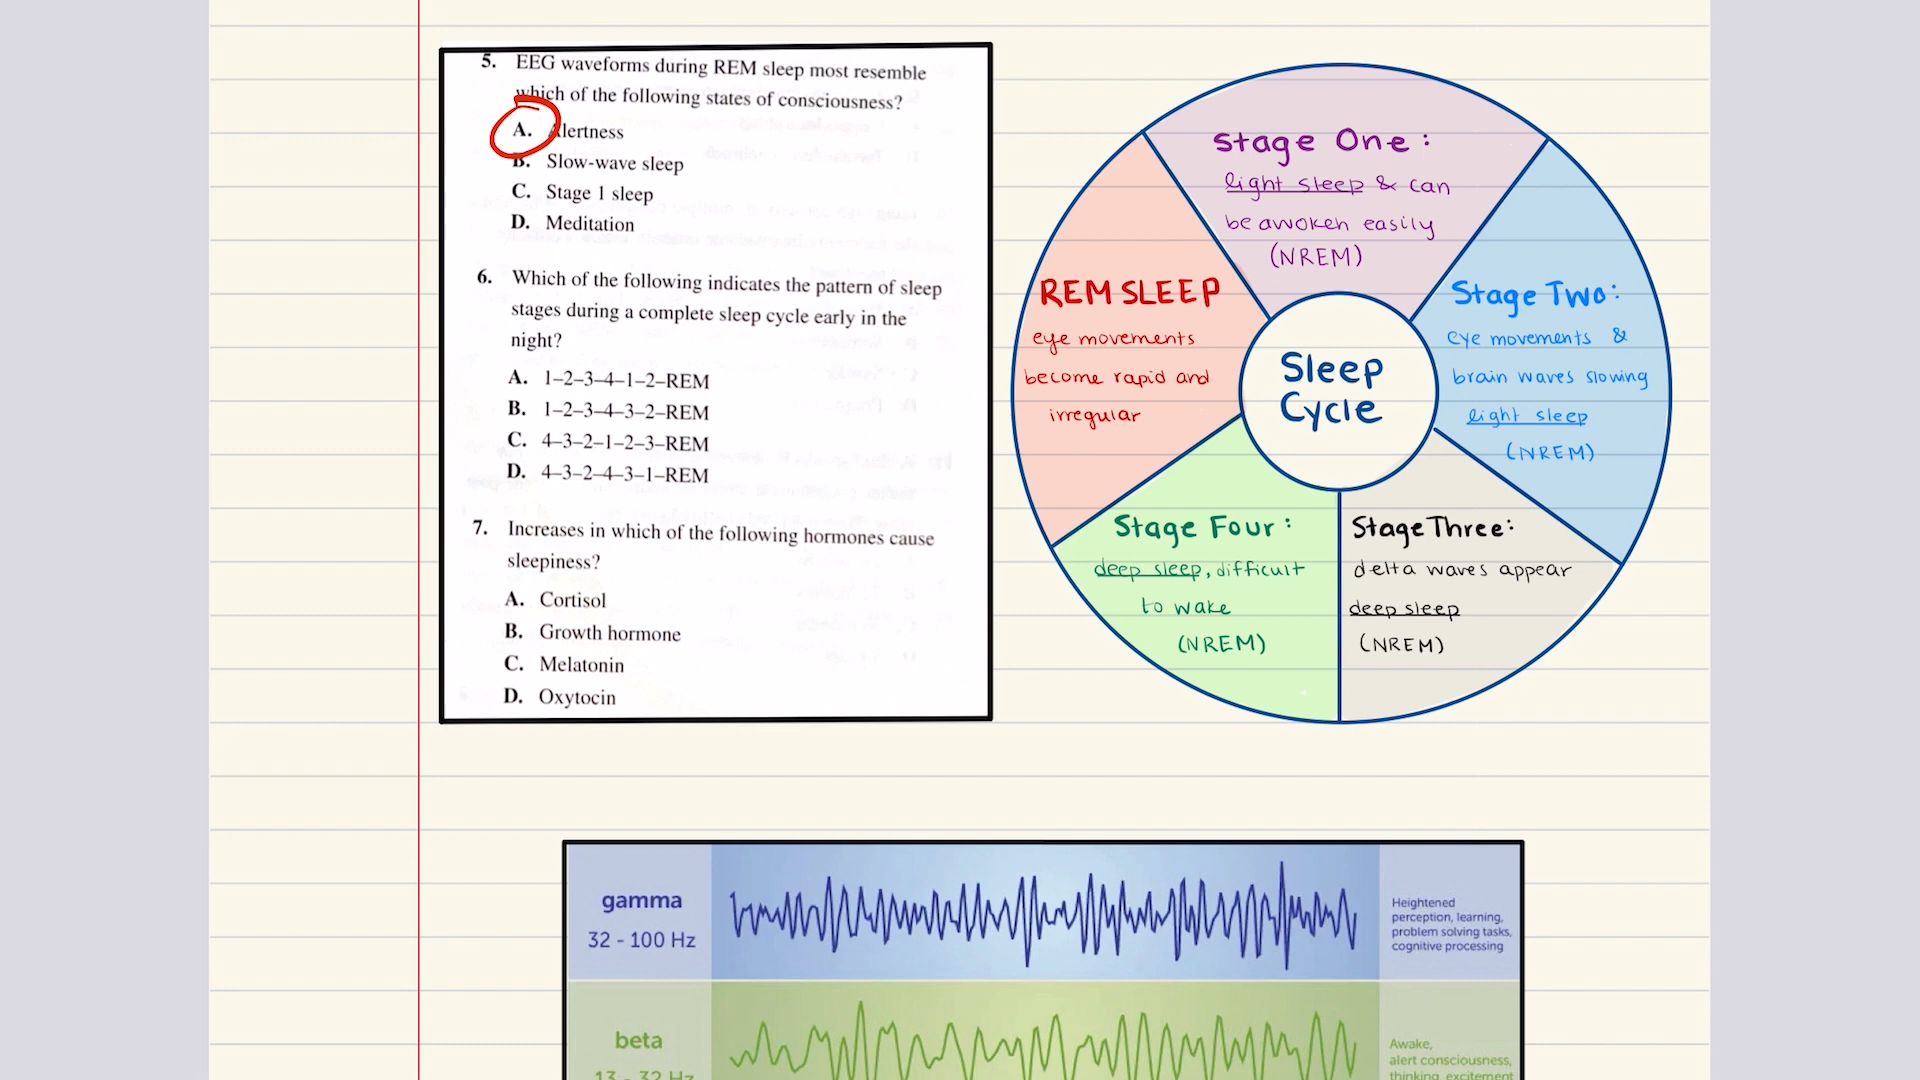 5. EEG waveforms during REM sleep most resemble
which of the following states of consciousness?
A. Alertness
B. Slow-wave sleep
C. Stage 1 sleep
D. Meditation
6. Which of the following indicates the pattern of sleep
stages during a complete sleep cycle early in the
night?
A. 1–2–3–4–1–2–REM
B. 1–2–3–4–3–2–REM
C. 4–3–2–1–2–3–REM
D. 4–3–2–4–3–1–REM
7. Increases in which of the following hormones cause
sleepiness?
A. Cortisol
B. Growth hormone
C. Melatonin
D. Oxytocin
Stage One:
light sleep & can
be awoken easily
(NREM)
Stage Two:
eye movements &
brain waves slowing
light sleep
(NREM)
Stage Three:
delta waves appear
deep sleep
(NREM)
Stage Four:
deep sleep, difficult
to wake
(NREM)
REM SLEEP
eye movements
become rapid and
irregular
Sleep
Cycle
gamma
32 - 100 Hz
Heightened
perception, learning,
problem solving tasks,
cognitive processing
beta
13 - 32 Hz
Awake,
alert consciousness,
thinking, excitement